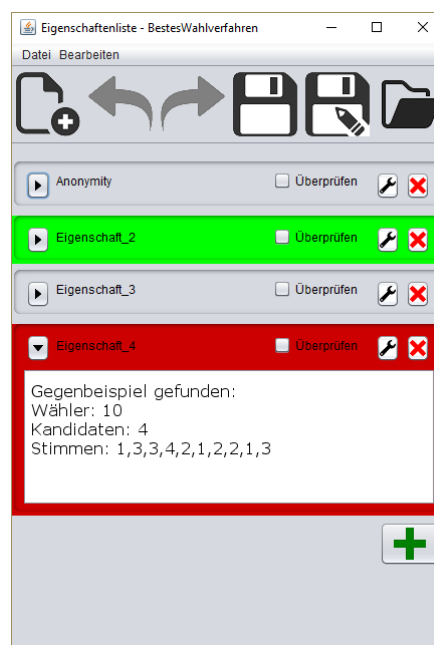 Eigenschaftenliste - BestesWahlverfahren
Datei Bearbeiten
Anonymity Überprüfen
Eigenschaft_2 Überprüfen
Eigenschaft_3 Überprüfen
Eigenschaft_4 Überprüfen
Gegenbeispiel gefunden:
Wähler: 10
Kandidaten: 4
Stimmen: 1,3,3,4,2,1,2,2,1,3